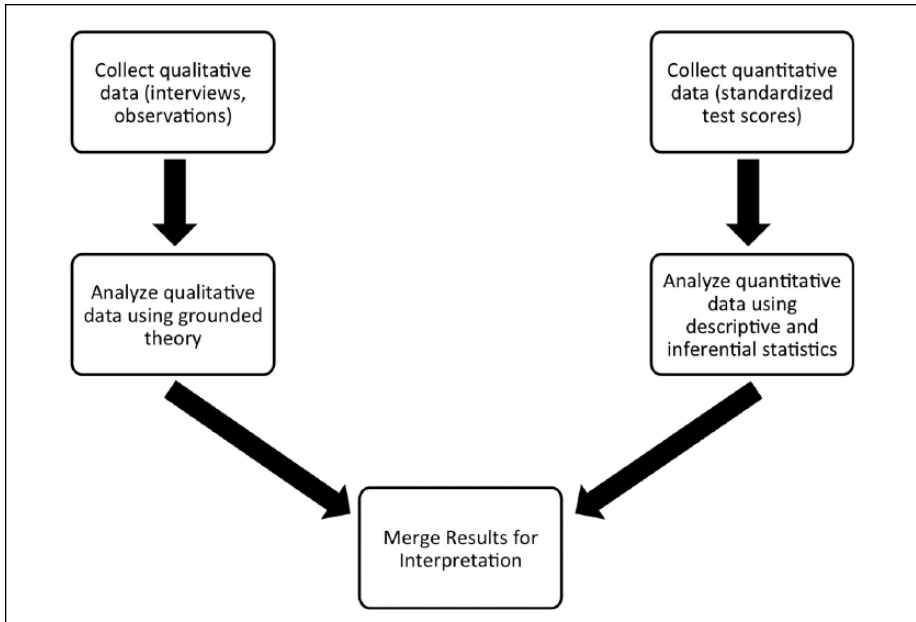 Collect qualitative
data (interviews,
observations)
Collect quantitative
data (standardized
test scores)
Analyze qualitative
data using grounded
theory
Analyze quantitative
data using
descriptive and
inferential statistics
Merge Results for
Interpretation